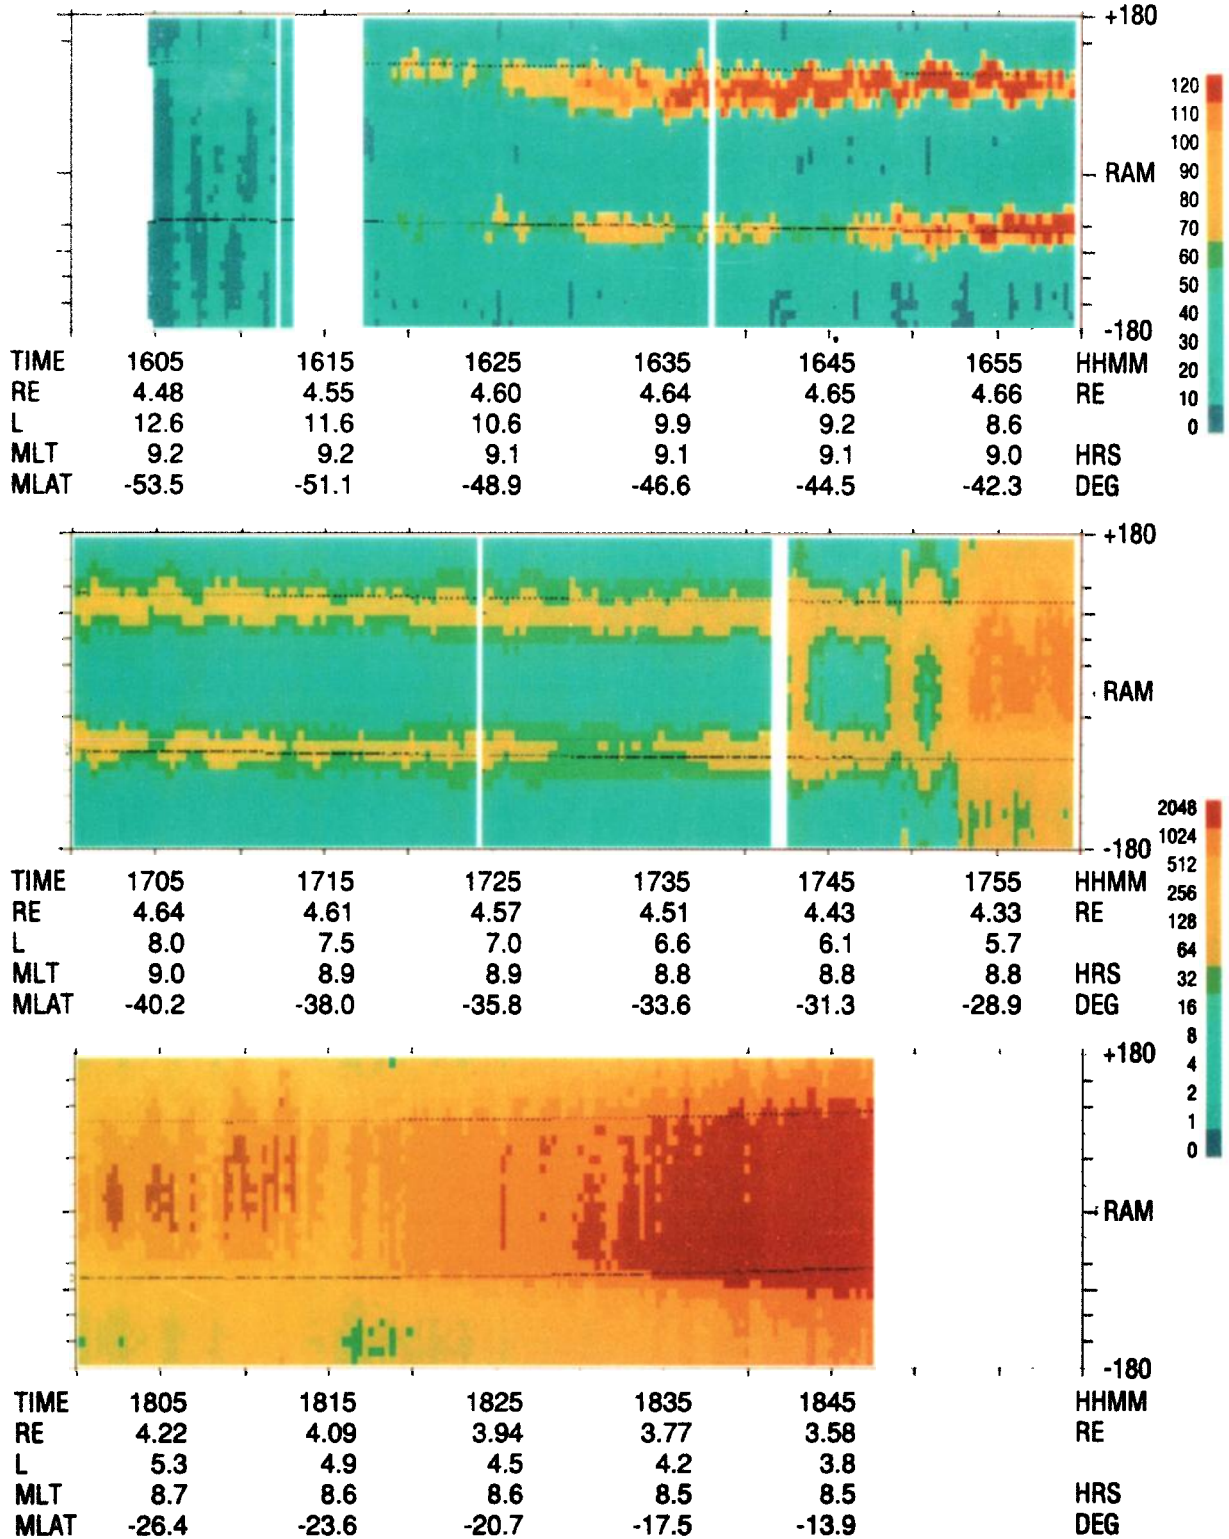 +180
RAM
-180
120
110
100
90
80
70
60
50
40
30
20
10
0
TIME 1605 1615 1625 1635 1645 1655 HHMM
RE 4.48 4.55 4.60 4.64 4.65 4.66 RE
L 12.6 11.6 10.6 9.9 9.2 8.6
MLT 9.2 9.2 9.1 9.1 9.1 9.0 HRS
MLAT -53.5 -51.1 -48.9 -46.6 -44.5 -42.3 DEG
+180
RAM
-180
TIME 1705 1715 1725 1735 1745 1755 HHMM
RE 4.64 4.61 4.57 4.51 4.43 4.33 RE
L 8.0 7.5 7.0 6.6 6.1 5.7
MLT 9.0 8.9 8.9 8.8 8.8 8.8 HRS
MLAT -40.2 -38.0 -35.8 -33.6 -31.3 -28.9 DEG
2048
1024
512
256
128
64
32
16
8
4
2
1
0
+180
RAM
-180
TIME 1805 1815 1825 1835 1845 HHMM
RE 4.22 4.09 3.94 3.77 3.58 RE
L 5.3 4.9 4.5 4.2 3.8
MLT 8.7 8.6 8.6 8.5 8.5 HRS
MLAT -26.4 -23.6 -20.7 -17.5 -13.9 DEG